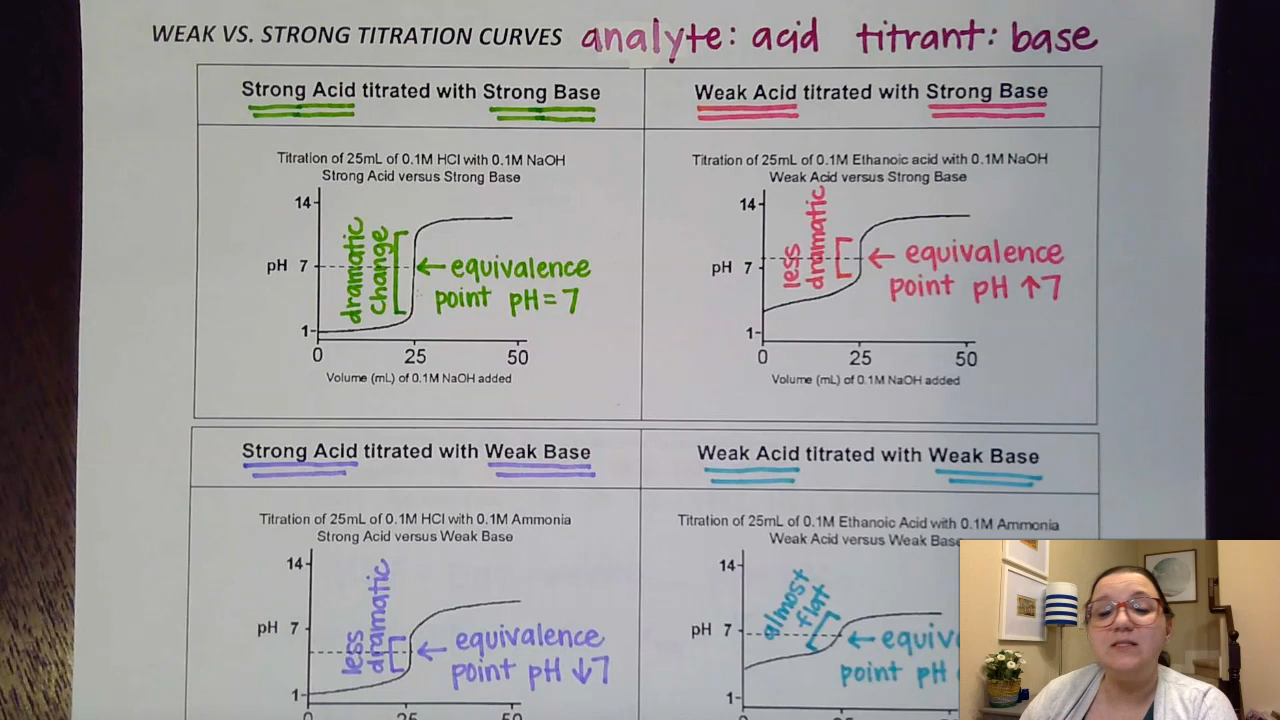 WEAK VS. STRONG TITRATION CURVES analyte: acid titrant: base
Strong Acid titrated with Strong Base
Titration of 25mL of 0.1M HCl with 0.1M NaOH
Strong Acid versus Strong Base
14
dramatic
change
pH 7
← equivalence
point pH = 7
1
0 25 50
Volume (mL) of 0.1M NaOH added
Weak Acid titrated with Strong Base
Titration of 25mL of 0.1M Ethanoic acid with 0.1M NaOH
Weak Acid versus Strong Base
14
less
dramatic
pH 7
← equivalence
point pH ↑ 7
1
0 25 50
Volume (mL) of 0.1M NaOH added
Strong Acid titrated with Weak Base
Titration of 25mL of 0.1M HCl with 0.1M Ammonia
Strong Acid versus Weak Base
14
less
dramatic
pH 7
← equivalence
point pH ↓ 7
1
0 25 50
Weak Acid titrated with Weak Base
Titration of 25mL of 0.1M Ethanoic Acid with 0.1M Ammonia
Weak Acid versus Weak Base
14
almost
flat
pH 7
← equiv
point pH
1
0 25